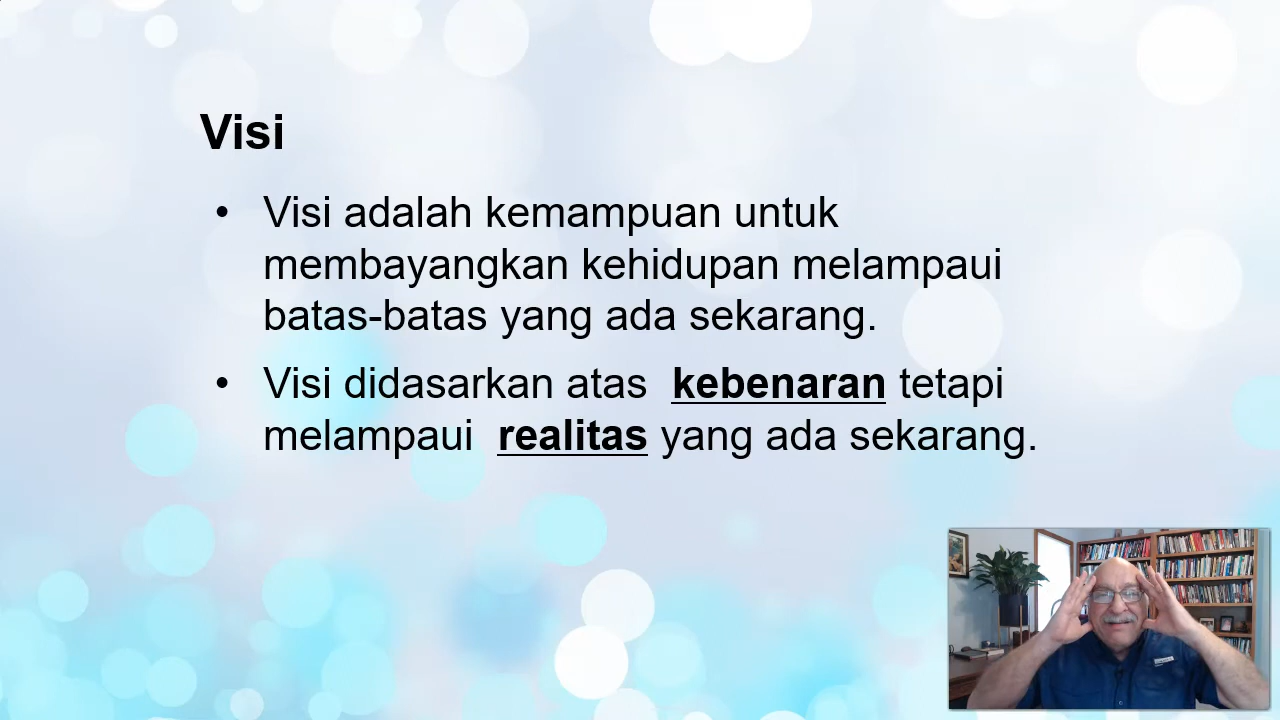 Visi
• Visi adalah kemampuan untuk
membayangkan kehidupan melampaui
batas-batas yang ada sekarang.
• Visi didasarkan atas kebenaran tetapi
melampaui realitas yang ada sekarang.